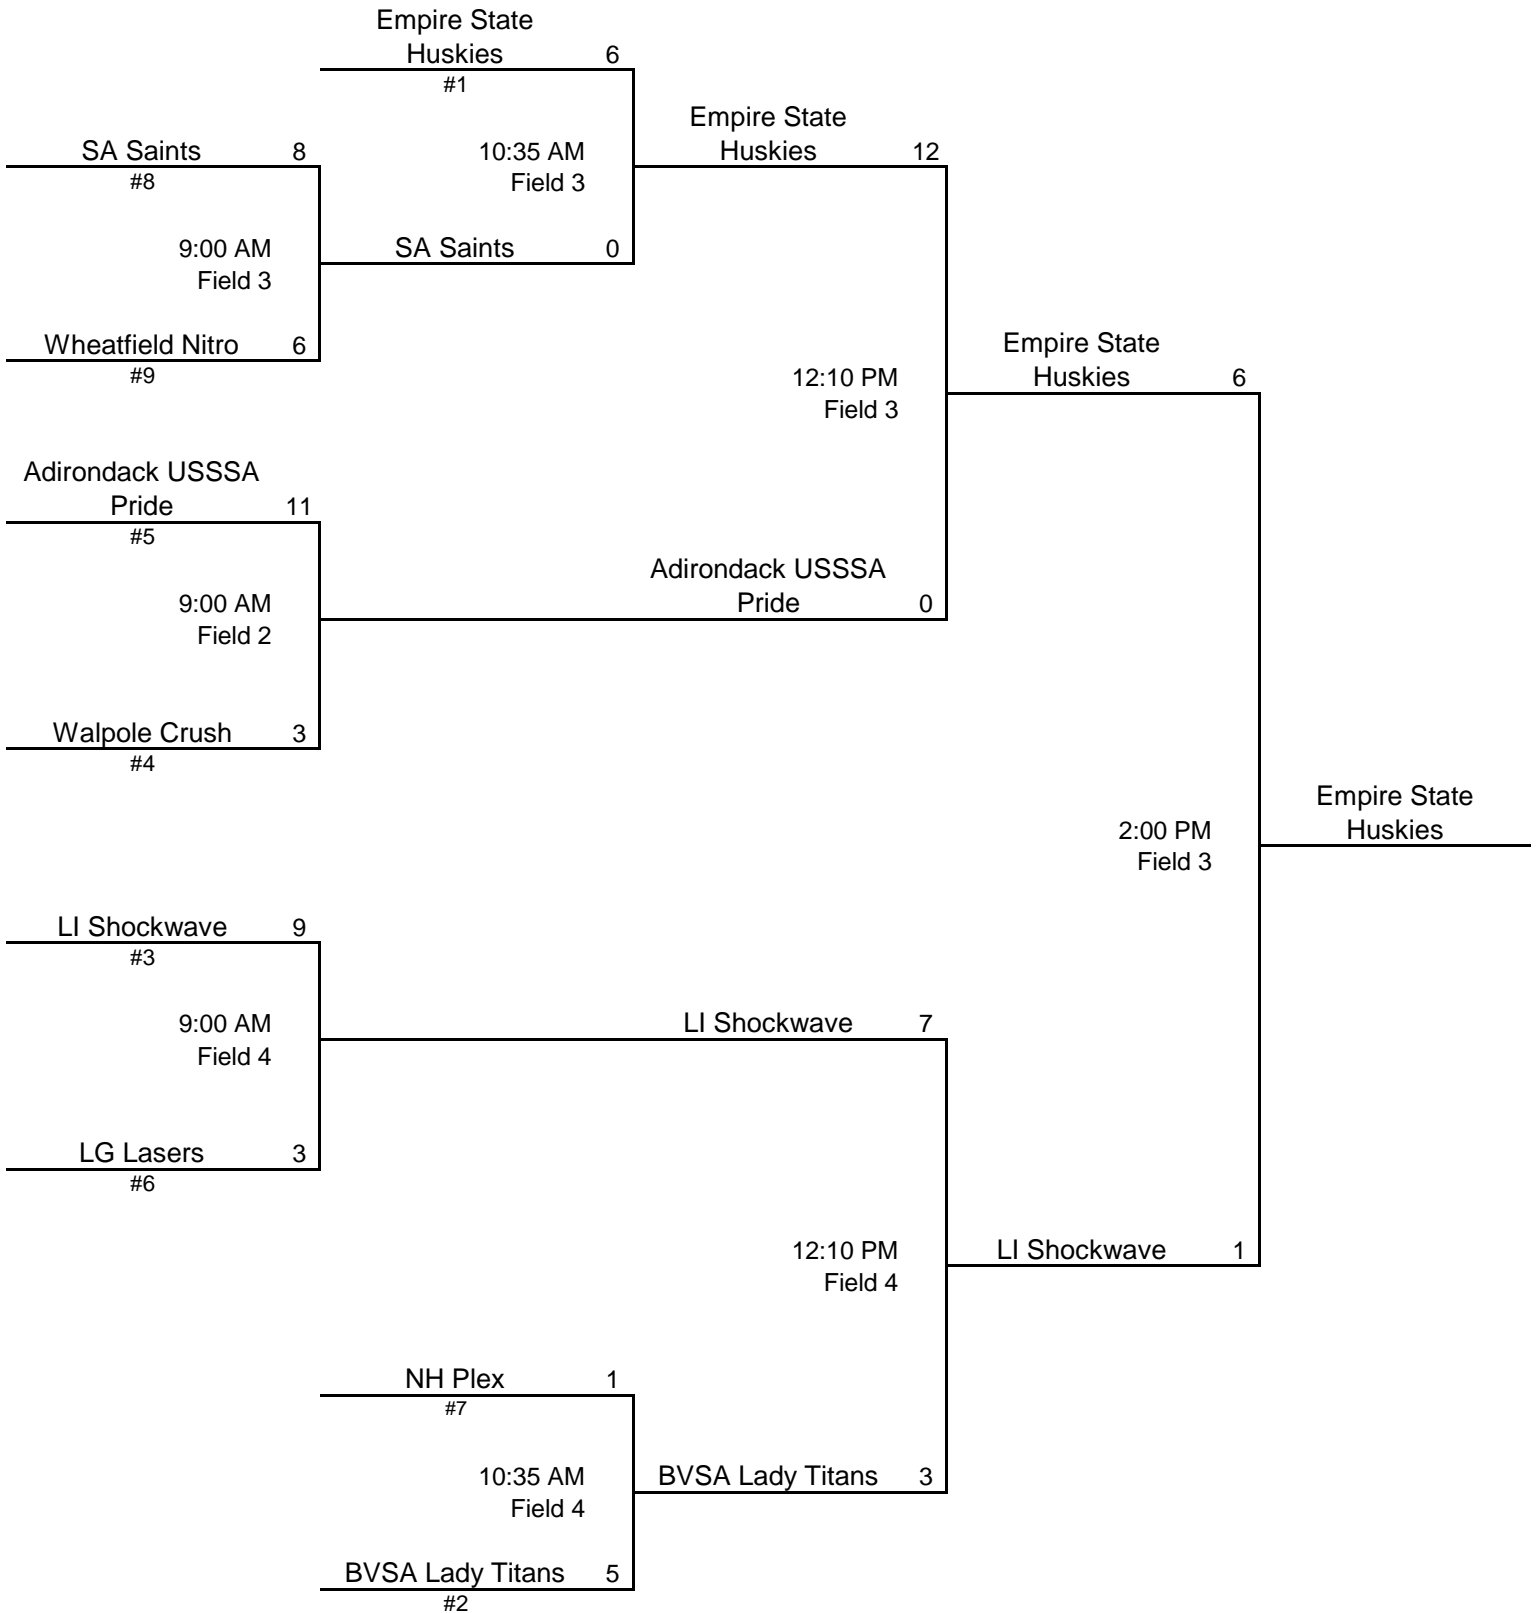 Empire State
Huskies 6
#1
Empire State
Huskies 12
SA Saints 8
#8
10:35 AM
Field 3
9:00 AM
Field 3
SA Saints 0
Wheatfield Nitro 6
#9
Empire State
Huskies 6
12:10 PM
Field 3
Adirondack USSSA
Pride 11
#5
Adirondack USSSA
Pride 0
9:00 AM
Field 2
Walpole Crush 3
#4
Empire State
Huskies
2:00 PM
Field 3
LI Shockwave 9
#3
9:00 AM
Field 4
LI Shockwave 7
LG Lasers 3
#6
12:10 PM
Field 4
LI Shockwave 1
NH Plex 1
#7
10:35 AM
Field 4
BVSA Lady Titans 3
BVSA Lady Titans 5
#2